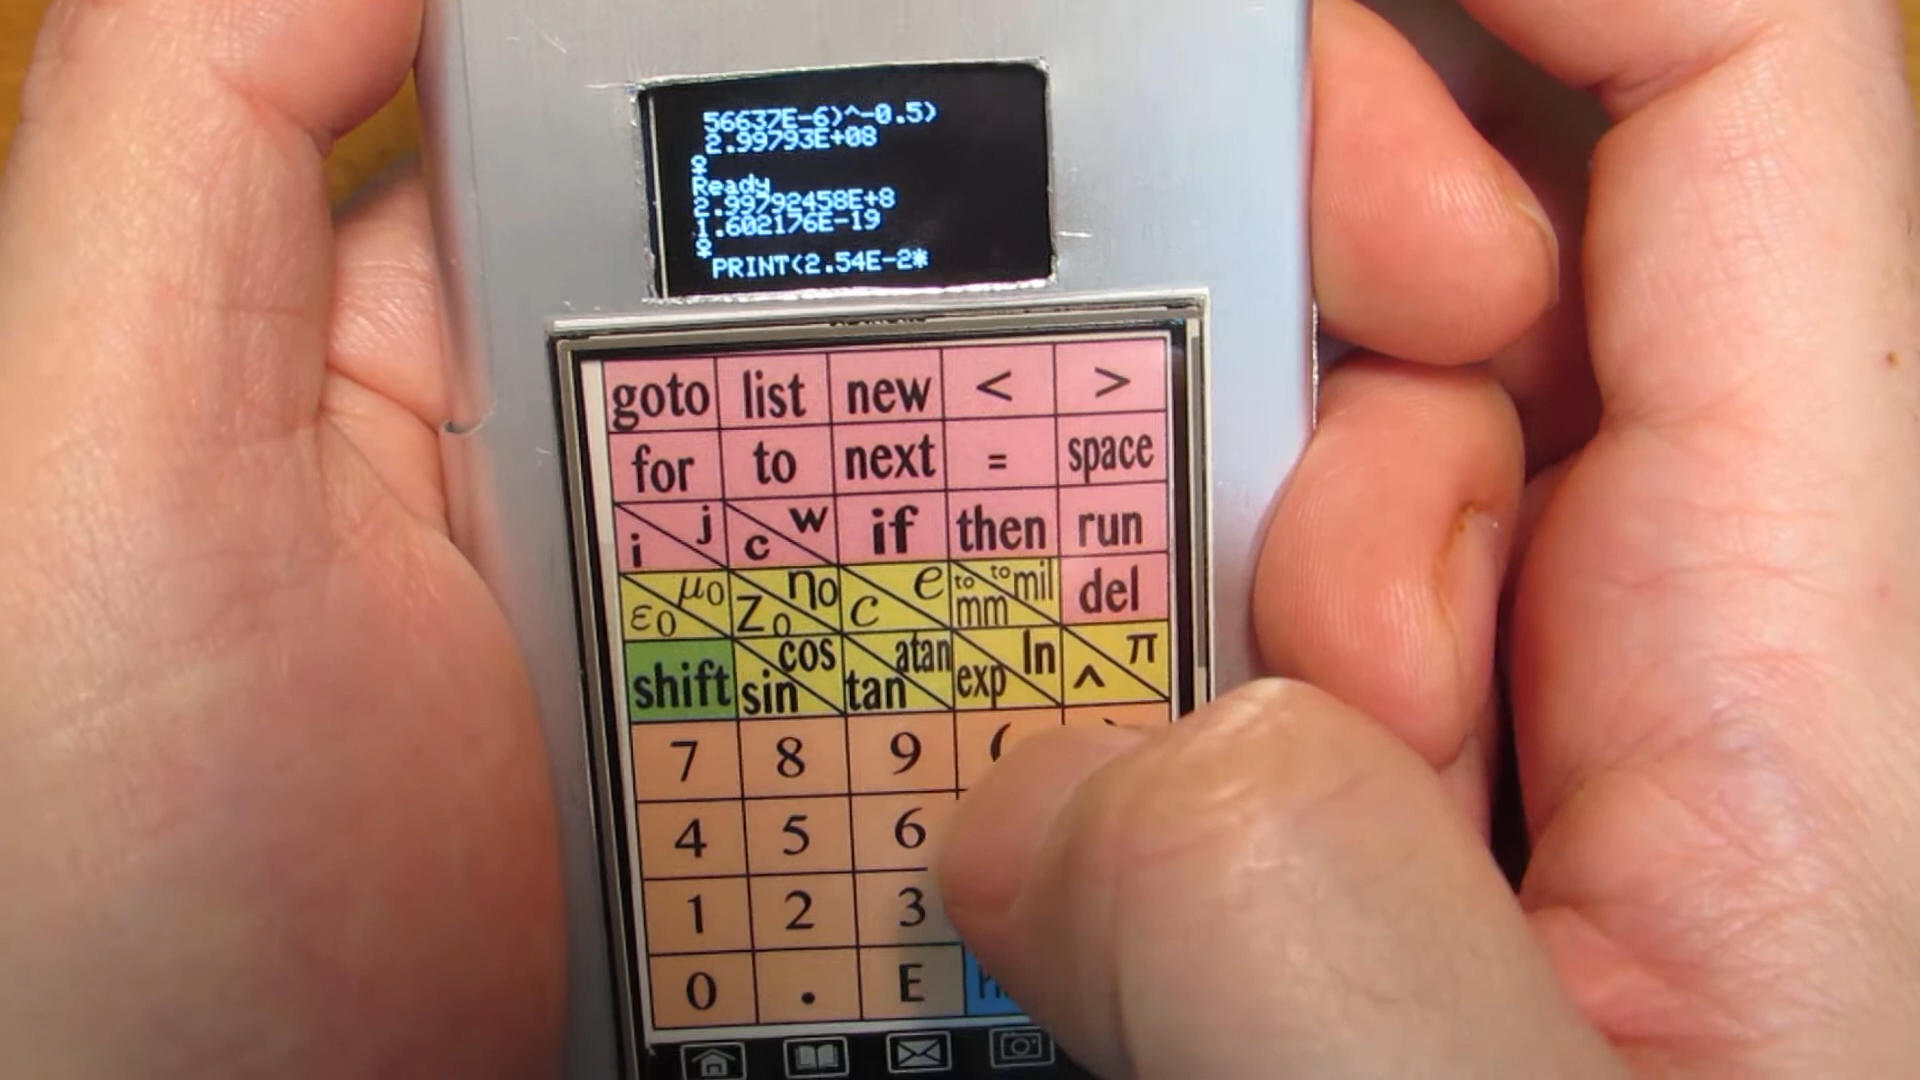 56637E-6)^-0.5)
2.99793E+08
Ready
2.99792458E+8
1.602176E-19
PRINT(2.54E-2*
goto list new < >
for to next = space
i j c w if then run
ε0 μ0 Z0 η0 c e to mm to mil del
shift sin cos tan atan exp ln ^ π
7 8 9 (
4 5 6
1 2 3
0 . E